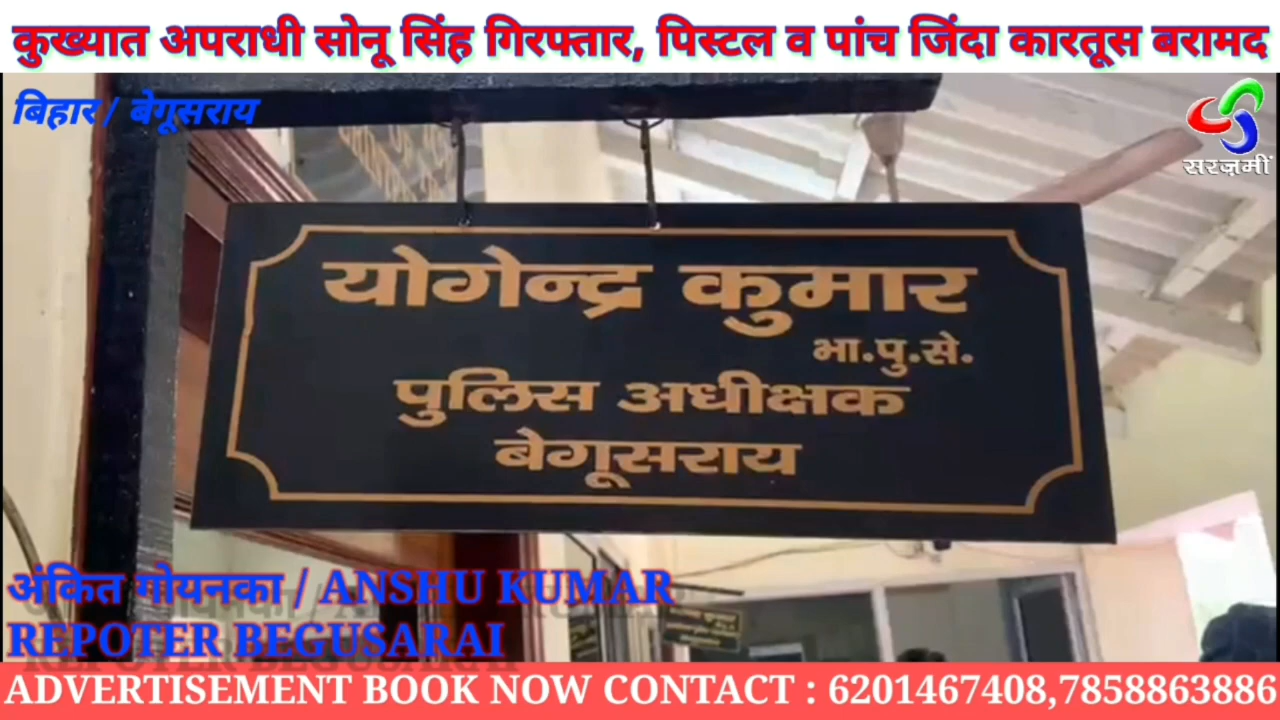 कुख्यात अपराधी सोनू सिंह गिरफ्तार, पिस्टल व पांच जिंदा कारतूस बरामद
बिहार / बेगूसराय
सरज़मीं
योगेन्द्र कुमार
भा.पु.से.
पुलिस अधीक्षक
बेगूसराय
अंकित गोयनका / ANSHU KUMAR
REPOTER BEGUSARAI
ADVERTISEMENT BOOK NOW CONTACT : 6201467408,7858863886